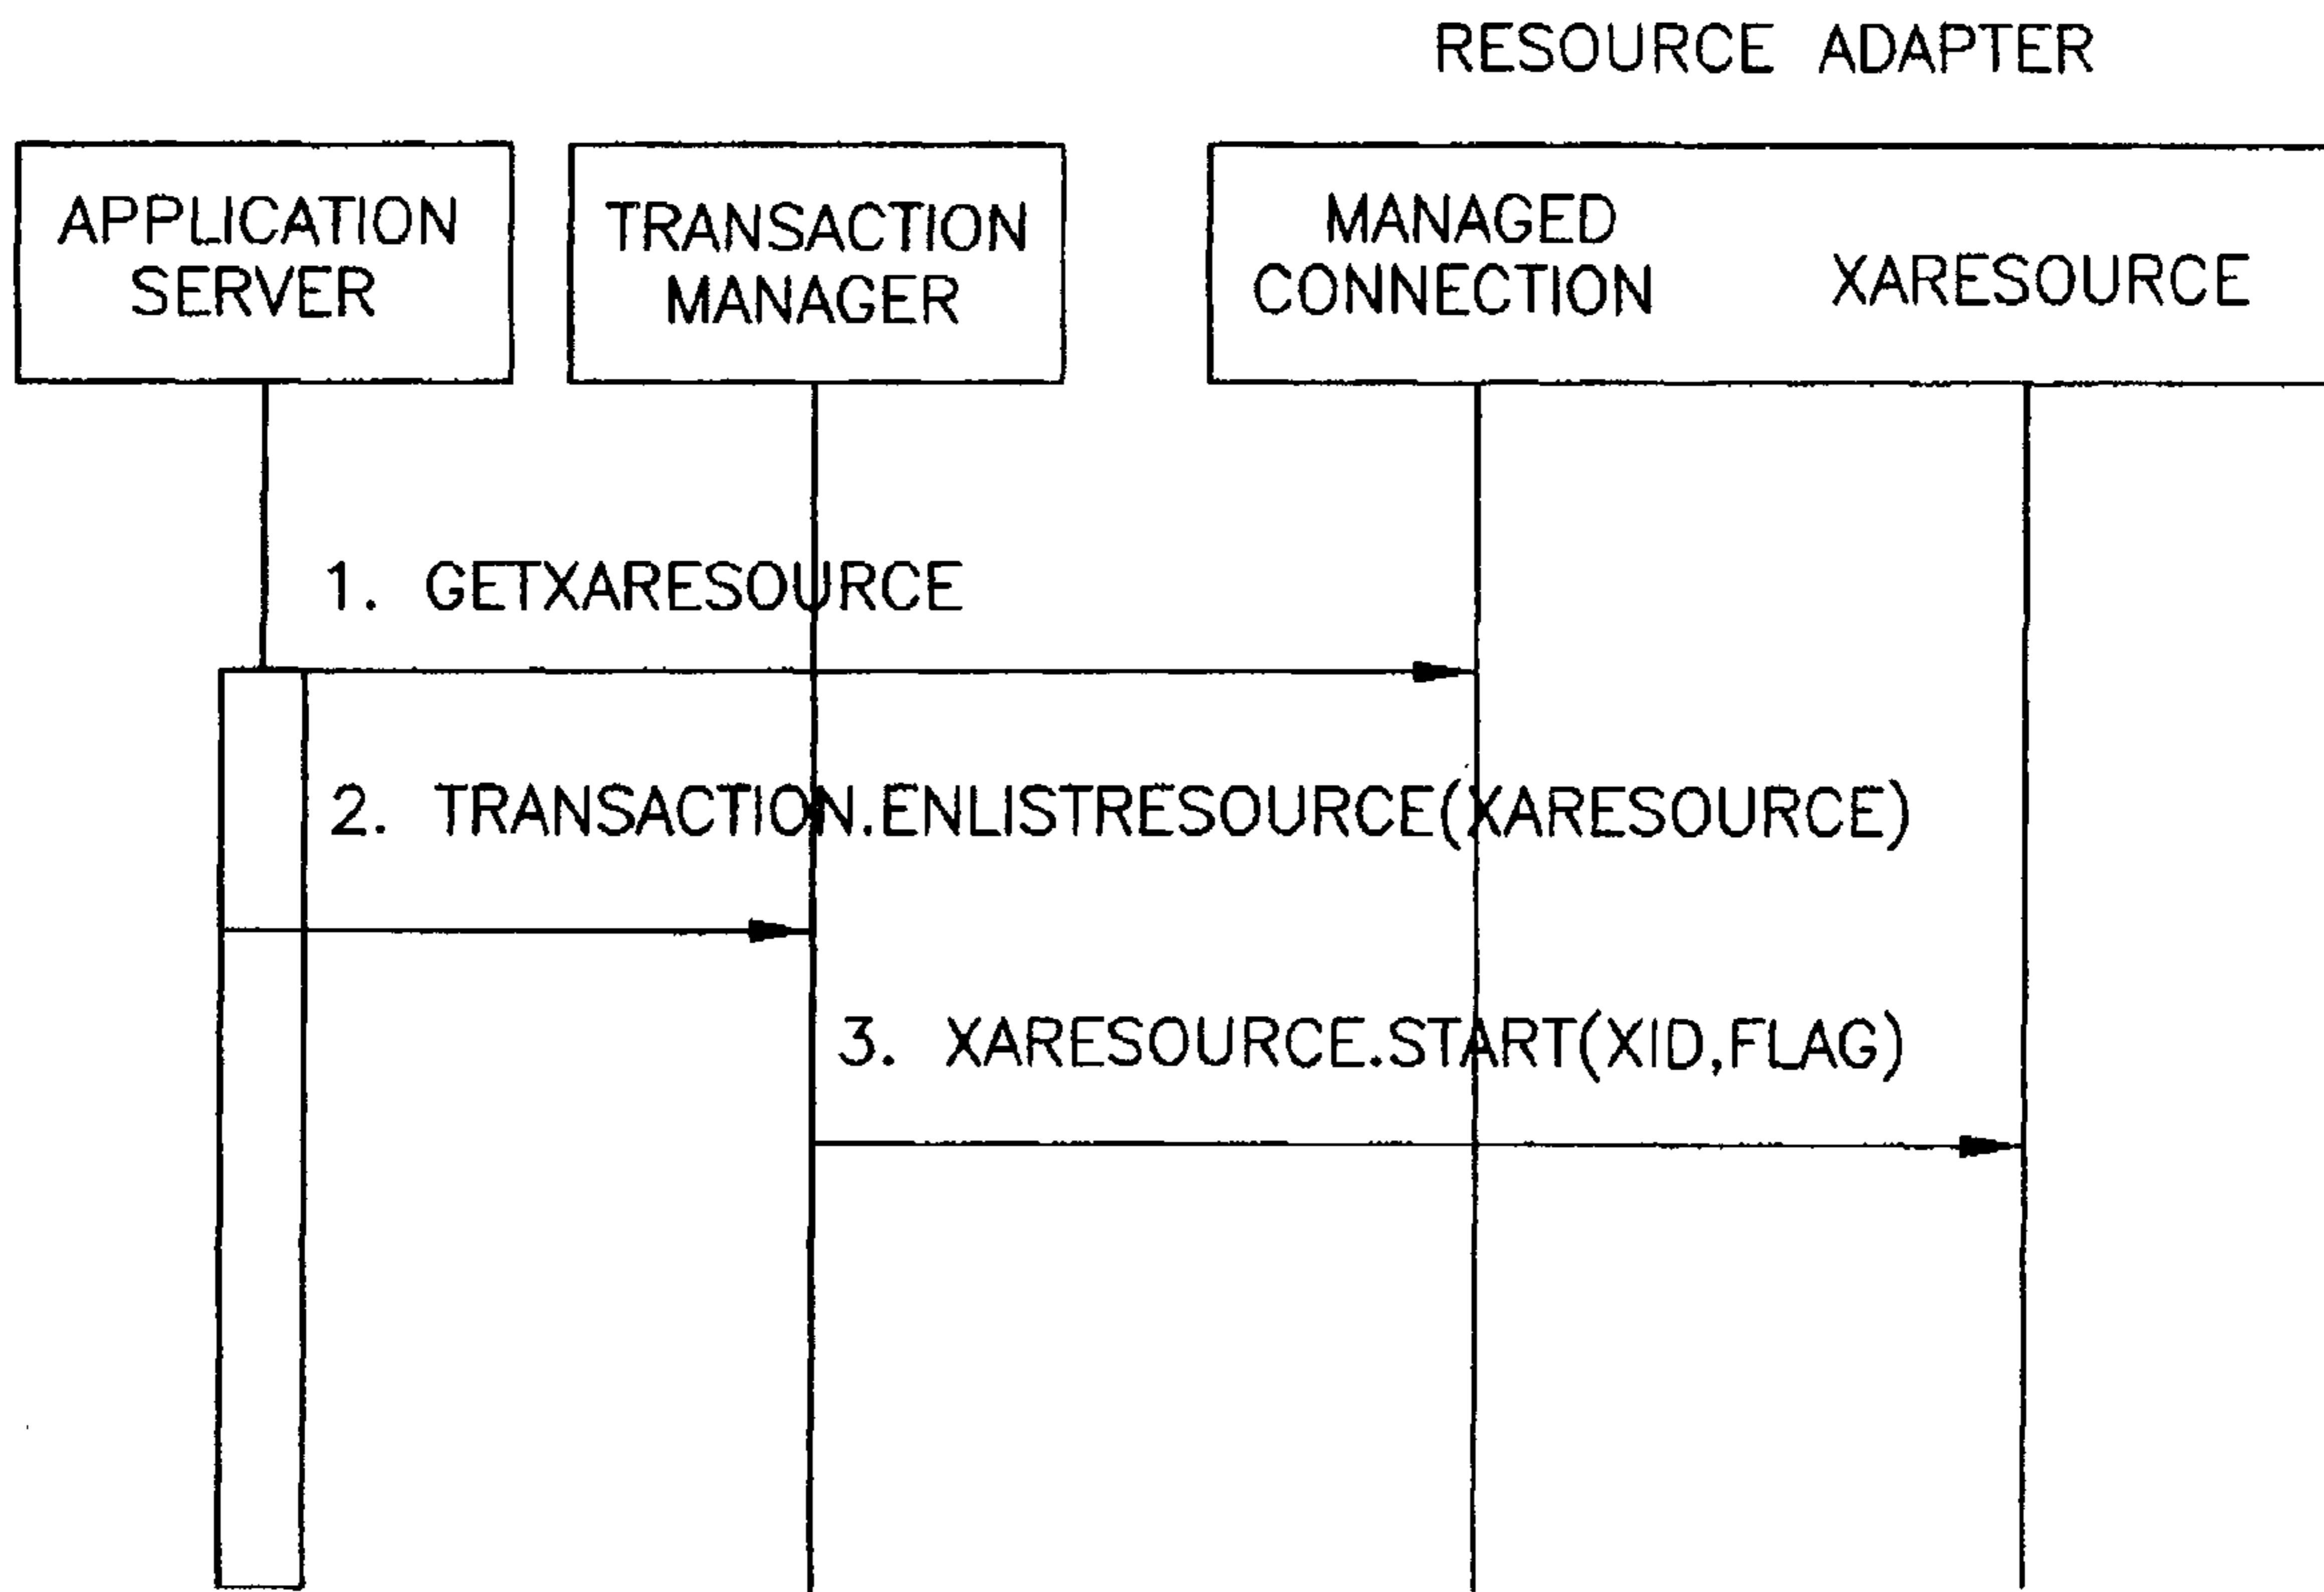 RESOURCE ADAPTER
APPLICATION
SERVER
TRANSACTION
MANAGER
MANAGED
CONNECTION
XARESOURCE
1. GETXARESOURCE
2. TRANSACTION.ENLISTRESOURCE(XARESOURCE)
3. XARESOURCE.START(XID,FLAG)